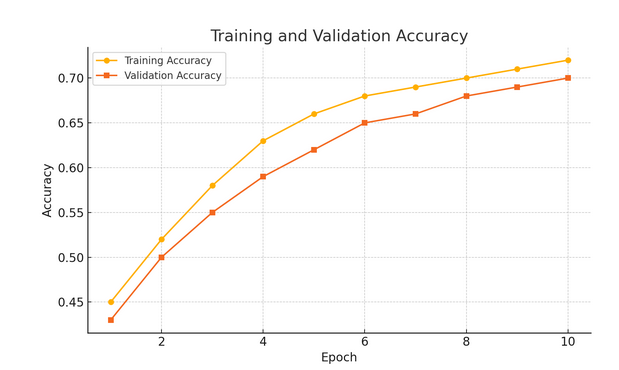 Training and Validation Accuracy
Training Accuracy
Validation Accuracy
Accuracy
0.70
0.65
0.60
0.55
0.50
0.45
2 4 6 8 10
Epoch